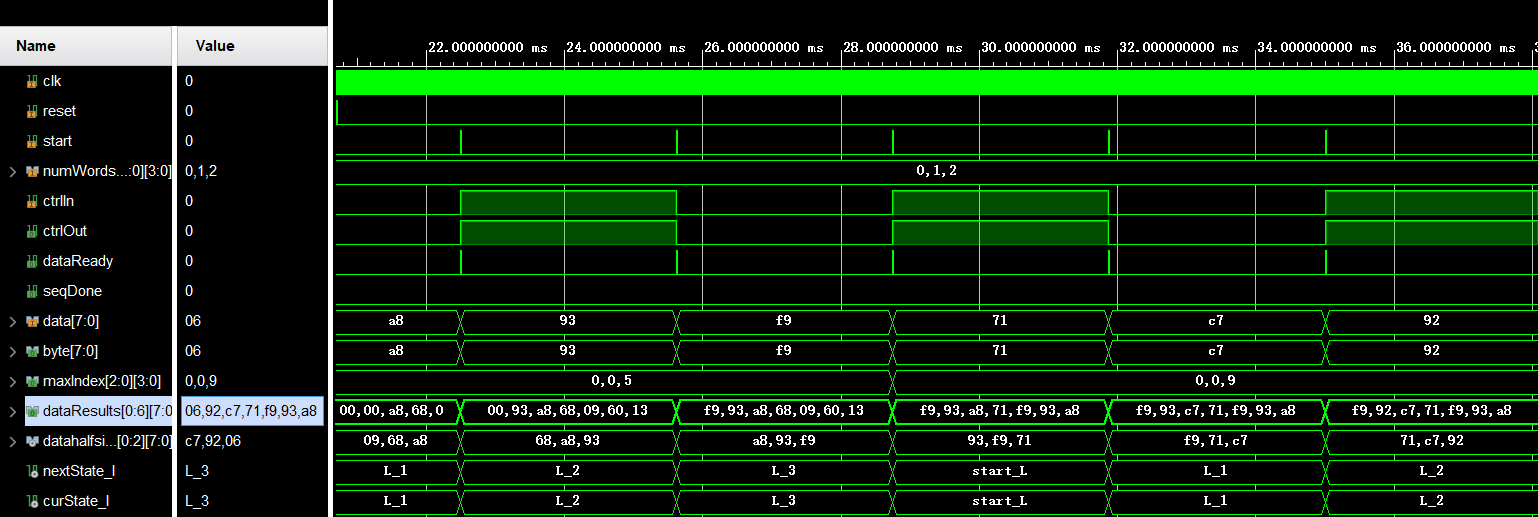 Name Value 22.000000000 ms 24.000000000 ms 26.000000000 ms 28.000000000 ms 30.000000000 ms 32.000000000 ms 34.000000000 ms 36.000000000 ms
clk 0
reset 0
start 0
numWords...:0][3:0] 0,1,2 0,1,2
ctrlIn 0
ctrlOut 0
dataReady 0
seqDone 0
data[7:0] 06 a8 93 f9 71 c7 92
byte[7:0] 06 a8 93 f9 71 c7 92
maxIndex[2:0][3:0] 0,0,9 0,0,5 0,0,9
dataResults[0:6][7:0 06,92,c7,71,f9,93,a8 00,00,a8,68,0 00,93,a8,68,09,60,13 f9,93,a8,68,09,60,13 f9,93,a8,71,f9,93,a8 f9,93,c7,71,f9,93,a8 f9,92,c7,71,f9,93,a8
datahalfsi...[0:2][7:0] c7,92,06 09,68,a8 68,a8,93 a8,93,f9 93,f9,71 f9,71,c7 71,c7,92
nextState_l L_3 L_1 L_2 L_3 start_L L_1 L_2
curState_l L_3 L_1 L_2 L_3 start_L L_1 L_2